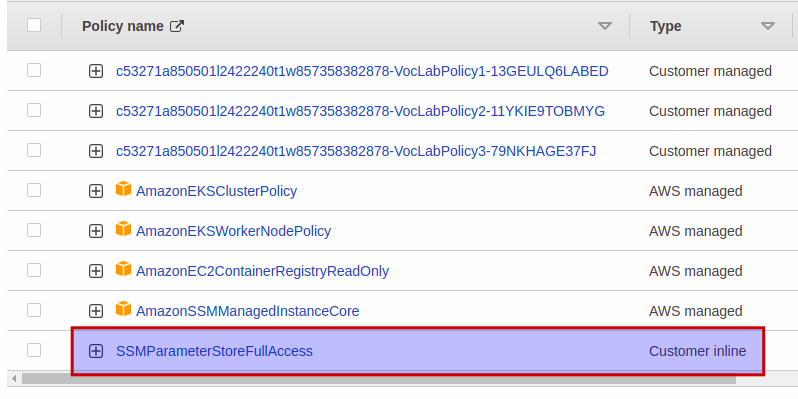 Policy name Type
c53271a850501l2422240t1w857358382878-VocLabPolicy1-13GEULQ6LABED Customer managed
c53271a850501l2422240t1w857358382878-VocLabPolicy2-11YKIE9TOBMYG Customer managed
c53271a850501l2422240t1w857358382878-VocLabPolicy3-79NKHAGE37FJ Customer managed
AmazonEKSClusterPolicy AWS managed
AmazonEKSWorkerNodePolicy AWS managed
AmazonEC2ContainerRegistryReadOnly AWS managed
AmazonSSMManagedInstanceCore AWS managed
SSMParameterStoreFullAccess Customer inline